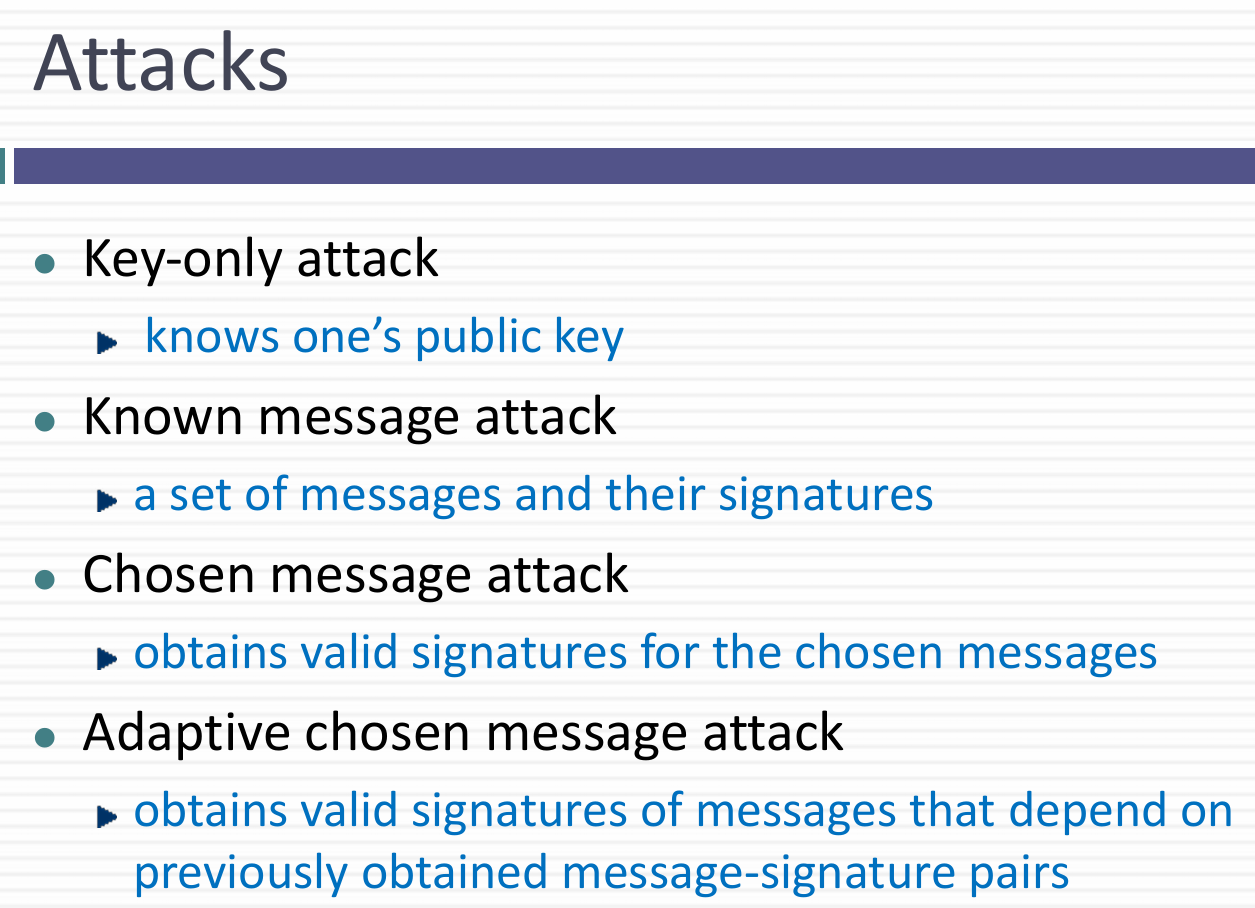 Attacks
Key-only attack
knows one’s public key
Known message attack
a set of messages and their signatures
Chosen message attack
obtains valid signatures for the chosen messages
Adaptive chosen message attack
obtains valid signatures of messages that depend on
previously obtained message-signature pairs